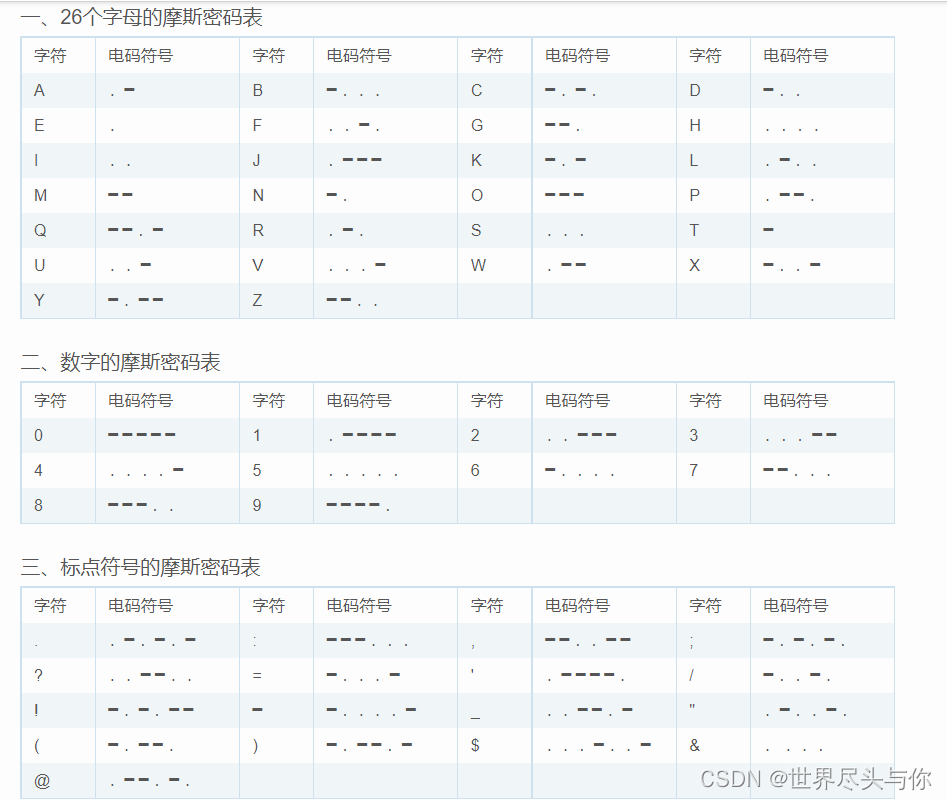 一、26个字母的摩斯密码表
字符 电码符号 字符 电码符号 字符 电码符号 字符 电码符号
A .━ B ━... C ━.━. D ━..
E . F ..━. G ━━. H ....
I .. J .━━━ K ━.━ L .━..
M ━━ N ━. O ━━━ P .━━.
Q ━━.━ R .━. S ... T ━
U ..━ V ...━ W .━━ X ━..━
Y ━.━━ Z ━━..
二、数字的摩斯密码表
字符 电码符号 字符 电码符号 字符 电码符号 字符 电码符号
0 ━━━━━ 1 .━━━━ 2 ..━━━ 3 ...━━
4 ....━ 5 ..... 6 ━.... 7 ━━...
8 ━━━.. 9 ━━━━.
三、标点符号的摩斯密码表
字符 电码符号 字符 电码符号 字符 电码符号 字符 电码符号
. .━.━.━ : ━━━... , ━━..━━ ; ━.━.━.
? ..━━.. = ━...━ ' .━━━━. / ━..━.
! ━.━.━━ ━ ━....━ _ ..━━.━ " .━..━.
( ━.━━. ) ━.━━.━ $ ...━..━ & ....
@ .━━.━.
CSDN @世界尽头与你